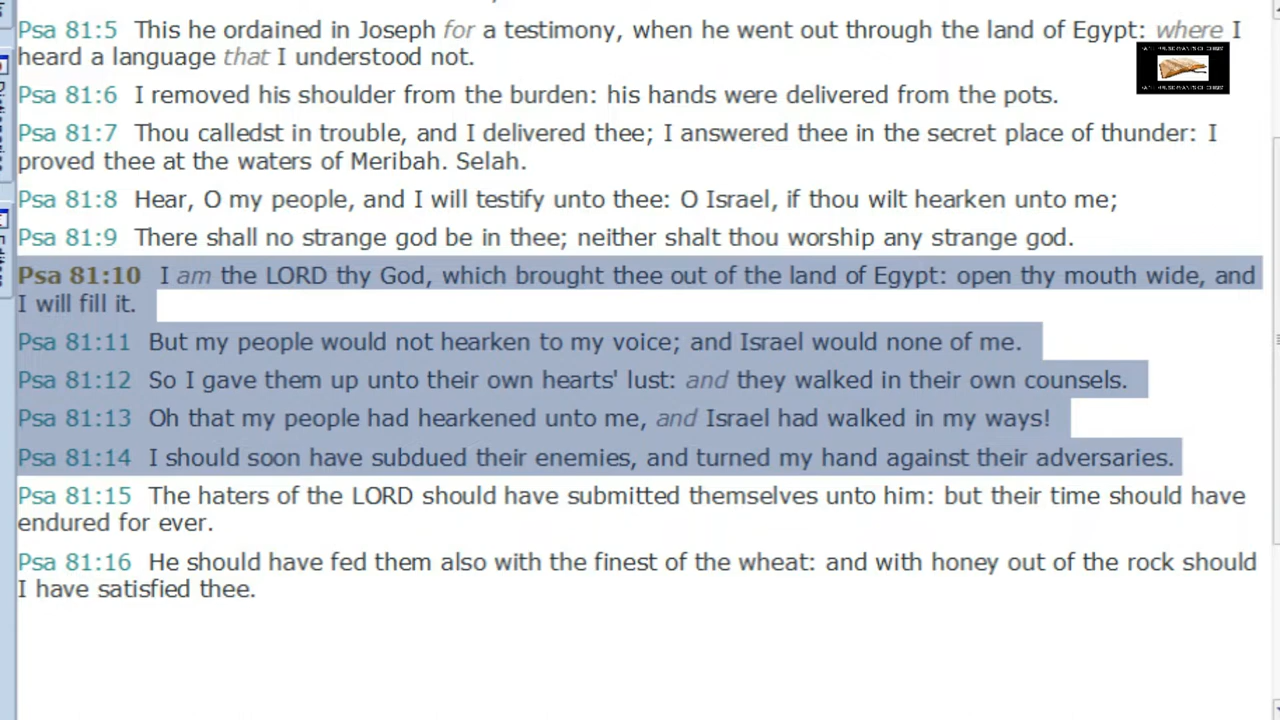 Psa 81:5 This he ordained in Joseph for a testimony, when he went out through the land of Egypt: where I
heard a language that I understood not.
Psa 81:6 I removed his shoulder from the burden: his hands were delivered from the pots.
Psa 81:7 Thou calledst in trouble, and I delivered thee; I answered thee in the secret place of thunder: I
proved thee at the waters of Meribah. Selah.
Psa 81:8 Hear, O my people, and I will testify unto thee: O Israel, if thou wilt hearken unto me;
Psa 81:9 There shall no strange god be in thee; neither shalt thou worship any strange god.
Psa 81:10 I am the LORD thy God, which brought thee out of the land of Egypt: open thy mouth wide, and
I will fill it.
Psa 81:11 But my people would not hearken to my voice; and Israel would none of me.
Psa 81:12 So I gave them up unto their own hearts' lust: and they walked in their own counsels.
Psa 81:13 Oh that my people had hearkened unto me, and Israel had walked in my ways!
Psa 81:14 I should soon have subdued their enemies, and turned my hand against their adversaries.
Psa 81:15 The haters of the LORD should have submitted themselves unto him: but their time should have
endured for ever.
Psa 81:16 He should have fed them also with the finest of the wheat: and with honey out of the rock should
I have satisfied thee.